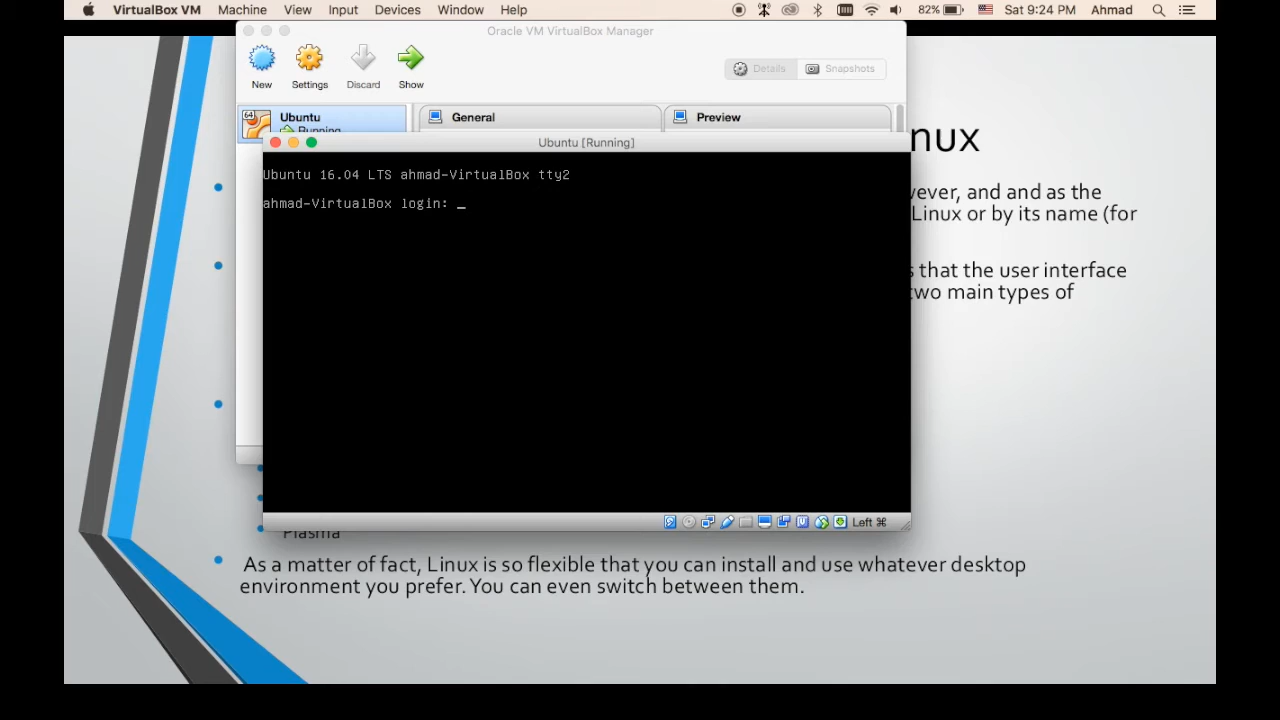 VirtualBox VM Machine View Input Devices Window Help 82% Sat 9:24 PM Ahmad
Oracle VM VirtualBox Manager
New Settings Discard Show Details Snapshots
64 Ubuntu General Preview
Running
Ubuntu [Running]
Ubuntu 16.04 LTS ahmad-VirtualBox tty2
ahmad-VirtualBox login: _
and and as the
Linux or by its name (for
that the user interface
two main types of
Left ⌘
Plasma
As a matter of fact, Linux is so flexible that you can install and use whatever desktop
environment you prefer. You can even switch between them.